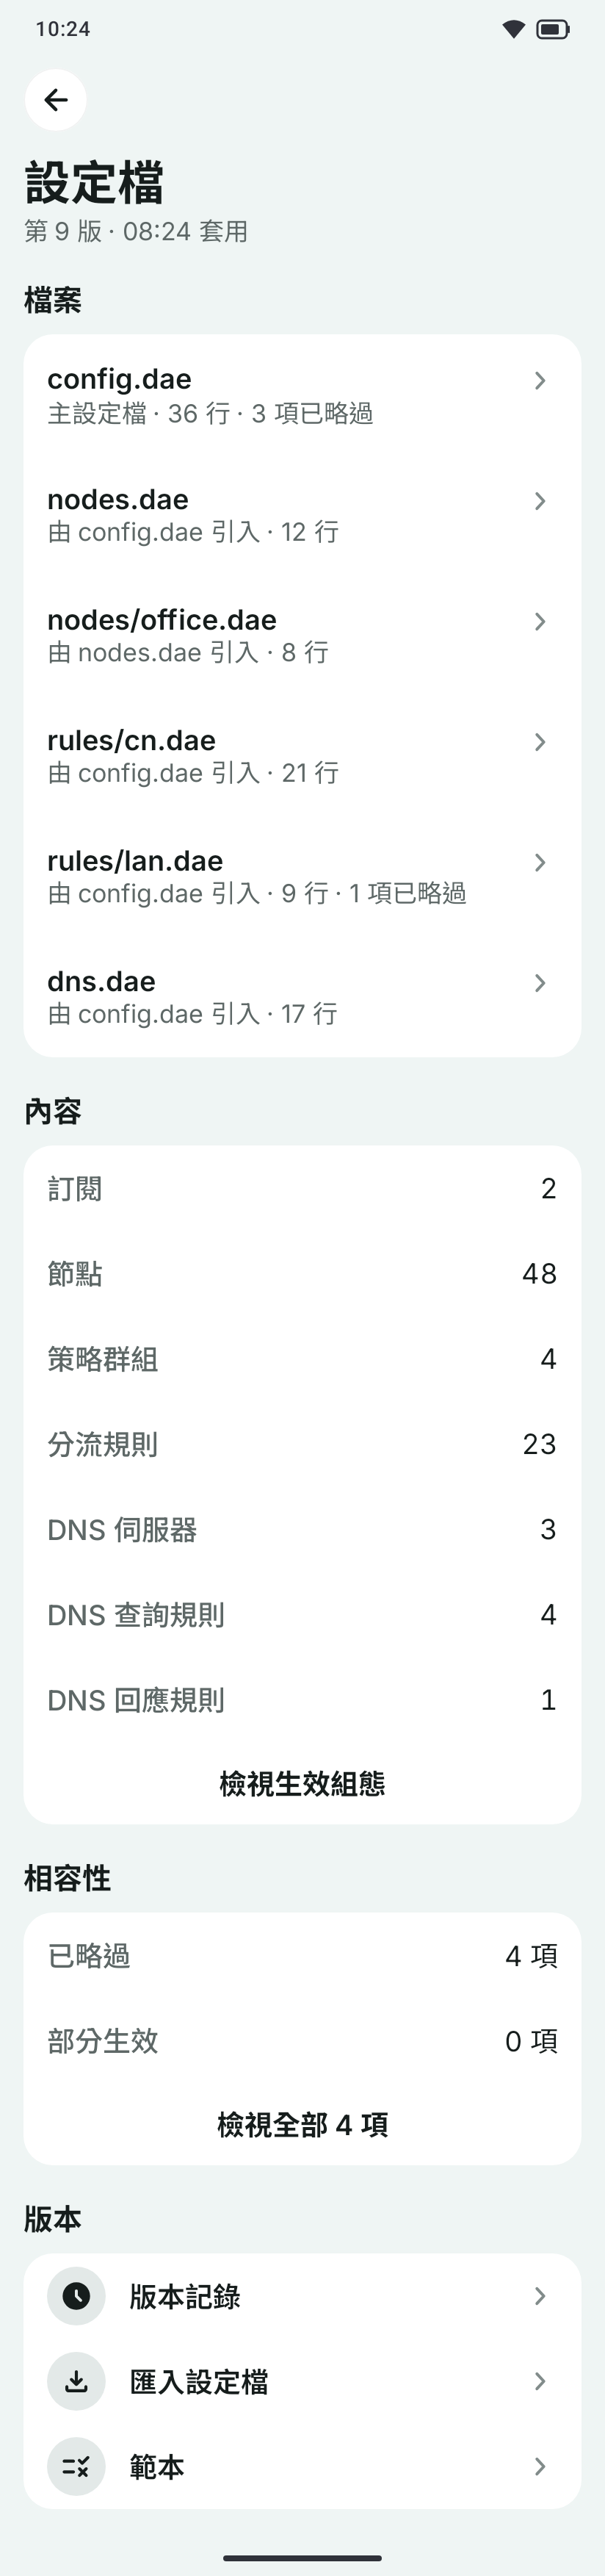 10:24
設定檔
第 9 版 · 08:24 套用
檔案
config.dae
主設定檔 · 36 行 · 3 項已略過
nodes.dae
由 config.dae 引入 · 12 行
nodes/office.dae
由 nodes.dae 引入 · 8 行
rules/cn.dae
由 config.dae 引入 · 21 行
rules/lan.dae
由 config.dae 引入 · 9 行 · 1 項已略過
dns.dae
由 config.dae 引入 · 17 行
內容
訂閱 2
節點 48
策略群組 4
分流規則 23
DNS 伺服器 3
DNS 查詢規則 4
DNS 回應規則 1
檢視生效組態
相容性
已略過 4 項
部分生效 0 項
檢視全部 4 項
版本
版本記錄
匯入設定檔
範本